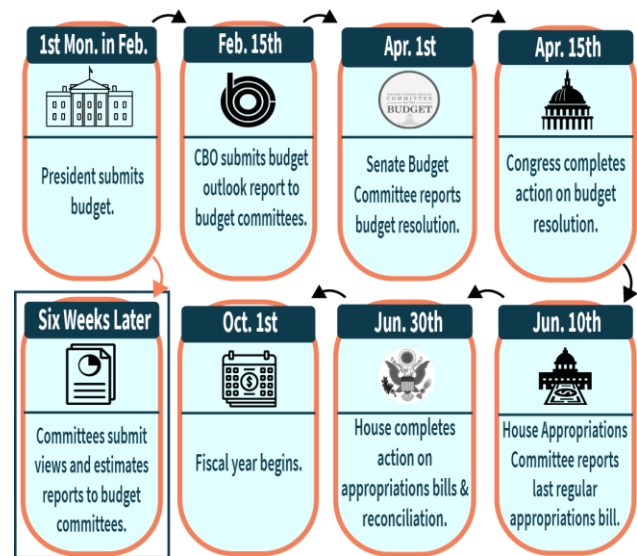 1st Mon. in Feb.
President submits
budget.
Feb. 15th
CBO submits budget
outlook report to
budget committees.
Apr. 1st
COMMITTEE
BUDGET
Senate Budget
Committee reports
budget resolution.
Apr. 15th
Congress completes
action on budget
resolution.
Six Weeks Later
Committees submit
views and estimates
reports to budget
committees.
Oct. 1st
$
Fiscal year begins.
Jun. 30th
House completes
action on
appropriations bills &
reconciliation.
Jun. 10th
House Appropriations
Committee reports
last regular
appropriations bill.